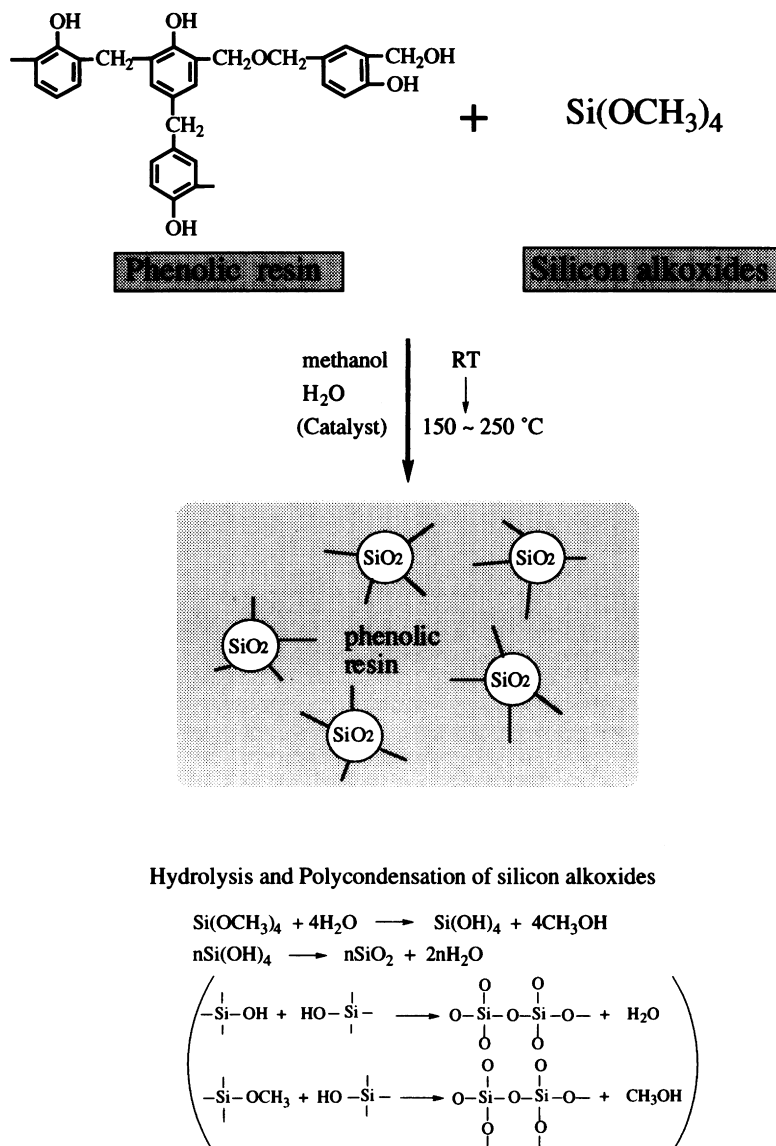 OH
OH
CH2
CH2OCH2
CH2OH
OH
CH2
OH
+
Si(OCH3)4
Phenolic resin
Silicon alkoxides
methanol
RT
H2O
(Catalyst)
150 ~ 250 °C
SiO2
SiO2
SiO2
phenolic
resin
SiO2
SiO2
Hydrolysis and Polycondensation of silicon alkoxides
Si(OCH3)4 + 4H2O → Si(OH)4 + 4CH3OH
nSi(OH)4 → nSiO2 + 2nH2O
O O
–Si–OH + HO–Si– → O–Si–O–Si–O– + H2O
O O
O O
–Si–OCH3 + HO–Si– → O–Si–O–Si–O– + CH3OH
O O